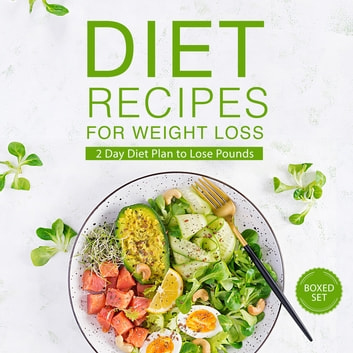 DIET
RECIPES
FOR WEIGHT LOSS
2 Day Diet Plan to Lose Pounds
BOXED
SET